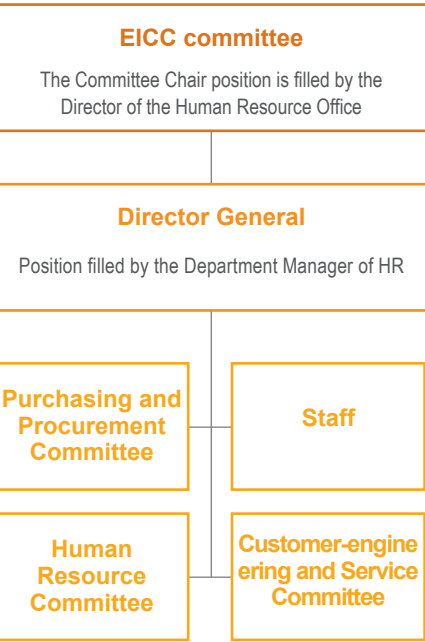 EICC committee
The Committee Chair position is filled by the
Director of the Human Resource Office
Director General
Position filled by the Department Manager of HR
Purchasing and
Procurement
Committee
Staff
Human
Resource
Committee
Customer-engine
ering and Service
Committee